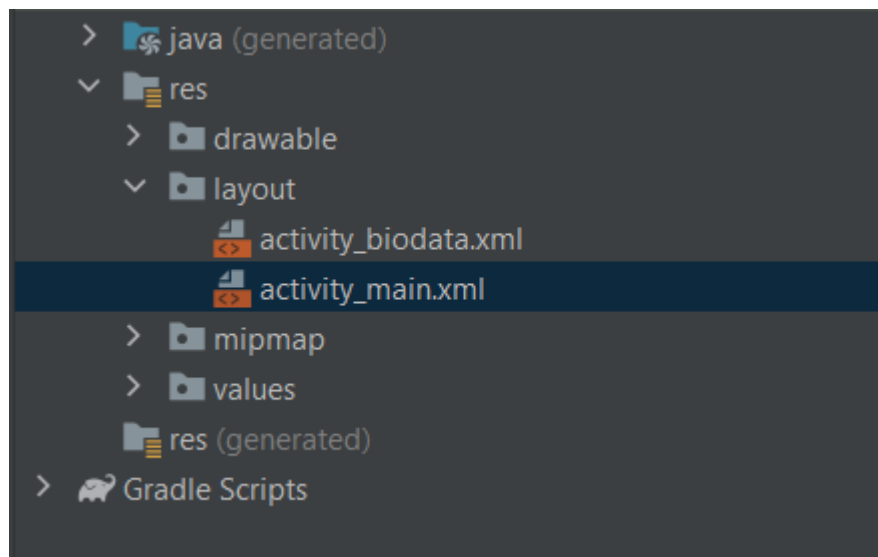 java (generated)
res
drawable
layout
activity_biodata.xml
activity_main.xml
mipmap
values
res (generated)
Gradle Scripts